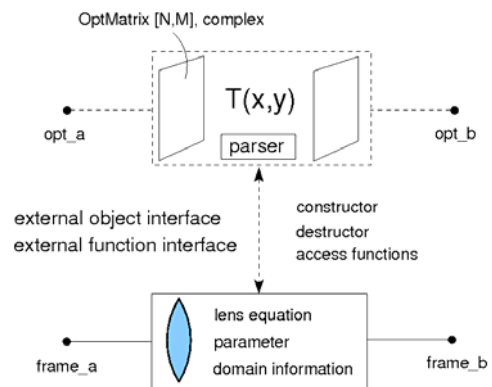 OptMatrix [N,M], complex
T(x,y)
parser
opt_a
opt_b
external object interface
external function interface
constructor
destructor
access functions
lens equation
parameter
domain information
frame_a
frame_b